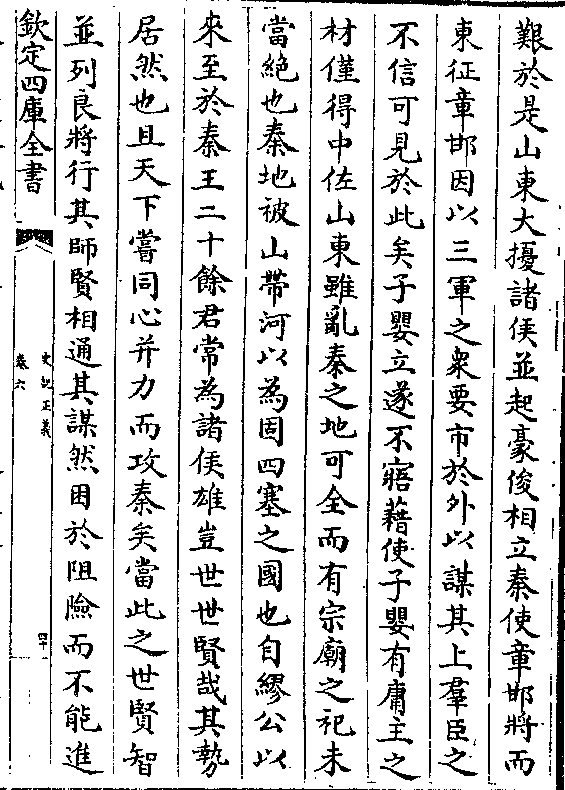 艱於是山東大擾諸侯並起豪俊相立秦使章邯將而
東征章邯因以三軍之衆要市於外以謀其上羣臣之
不信可見於此矣子嬰立遂不寤藉使子嬰有庸主之
材僅得中佐山東雖亂秦之地可全而有宗廟之祀未
當絶也秦地被山帶河以為固四塞之國也自繆公以
來至於秦王二十餘君常為諸侯雄豈世世賢哉其勢
居然也且天下嘗同心并力而攻秦矣當此之世賢智
並列良將行其師賢相通其謀然困於阻險而不能進
欽定四庫全書
史記正義
卷六
四十一